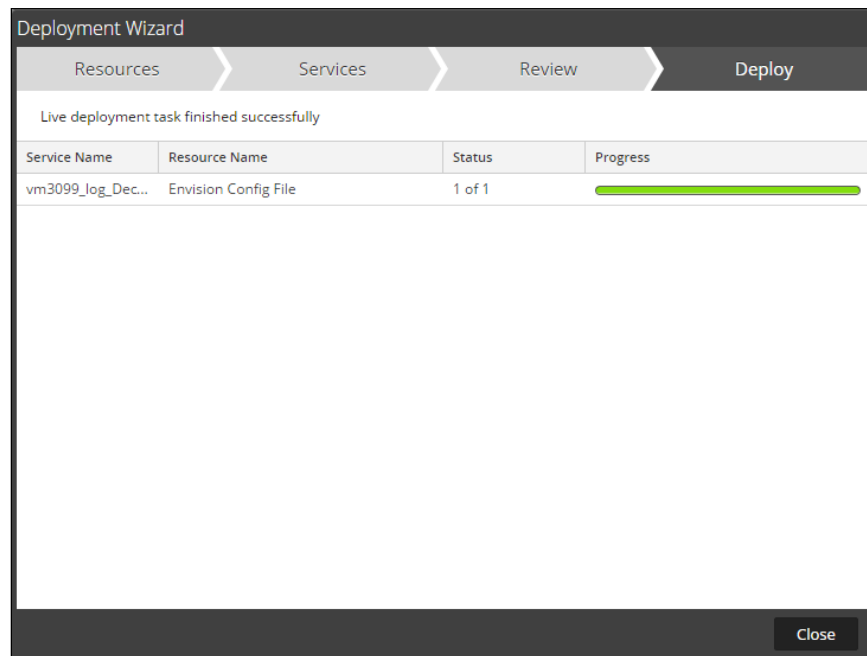 Deployment Wizard
Resources Services Review Deploy
Live deployment task finished successfully
Service Name Resource Name Status Progress
vm3099_log_Dec... Envision Config File 1 of 1
Close